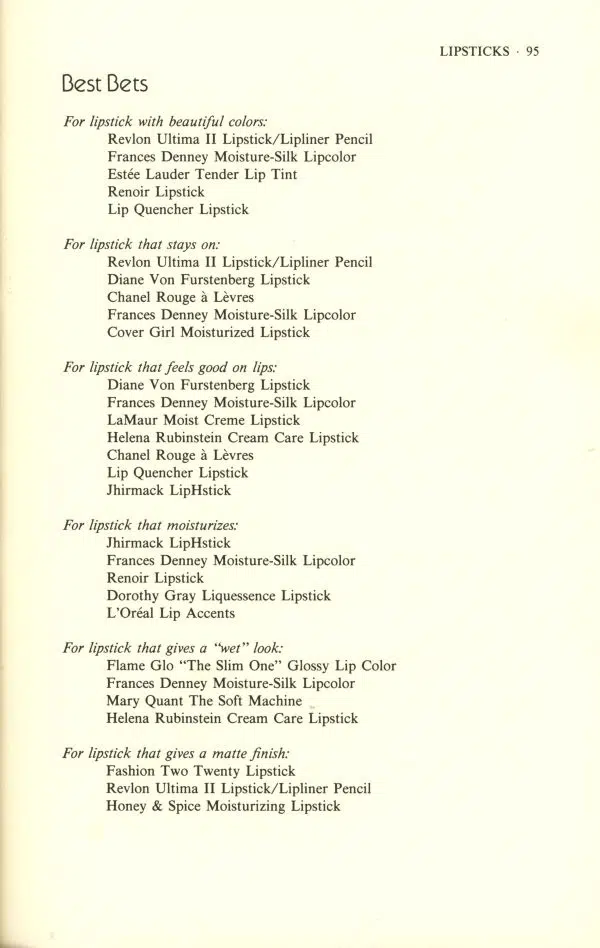 LIPSTICKS · 95
Best Bets
For lipstick with beautiful colors:
Revlon Ultima II Lipstick/Lipliner Pencil
Frances Denney Moisture-Silk Lipcolor
Estée Lauder Tender Lip Tint
Renoir Lipstick
Lip Quencher Lipstick
For lipstick that stays on:
Revlon Ultima II Lipstick/Lipliner Pencil
Diane Von Furstenberg Lipstick
Chanel Rouge à Lèvres
Frances Denney Moisture-Silk Lipcolor
Cover Girl Moisturized Lipstick
For lipstick that feels good on lips:
Diane Von Furstenberg Lipstick
Frances Denney Moisture-Silk Lipcolor
LaMaur Moist Creme Lipstick
Helena Rubinstein Cream Care Lipstick
Chanel Rouge à Lèvres
Lip Quencher Lipstick
Jhirmack LipHstick
For lipstick that moisturizes:
Jhirmack LipHstick
Frances Denney Moisture-Silk Lipcolor
Renoir Lipstick
Dorothy Gray Liquessence Lipstick
L'Oréal Lip Accents
For lipstick that gives a "wet" look:
Flame Glo "The Slim One" Glossy Lip Color
Frances Denney Moisture-Silk Lipcolor
Mary Quant The Soft Machine
Helena Rubinstein Cream Care Lipstick
For lipstick that gives a matte finish:
Fashion Two Twenty Lipstick
Revlon Ultima II Lipstick/Lipliner Pencil
Honey & Spice Moisturizing Lipstick